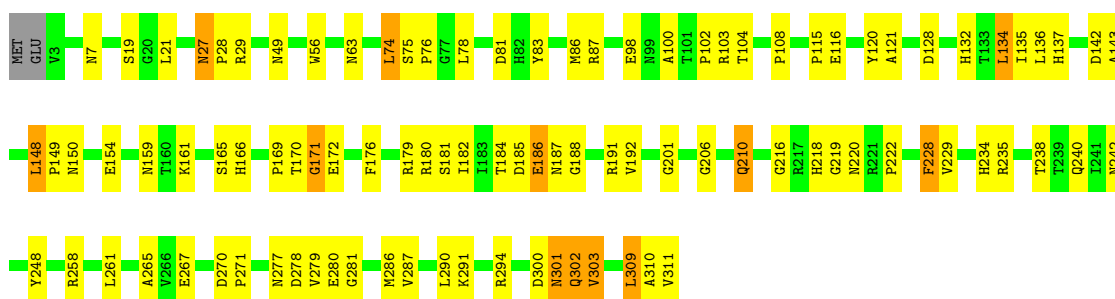 MET GLU V3 N7 S19 G20 L21 N27 P28 R29 N49 W56 N63 L74 S75 P76 G77 L78 D81 H82 Y83 M86 R87 E98 N99 A100 T101 P102 R103 T104 P108 P115 E116 Y120 A121 D128 H132 T133 L134 I135 L136 H137 D142 A143
L148 P149 N150 E154 N159 T160 K161 S165 H166 P169 T170 G171 E172 F176 R179 R180 S181 I182 I183 T184 D185 E186 N187 G188 R191 V192 G201 G206 Q210 G216 R217 H218 G219 N220 R221 P222 F228 V229 H234 R235 T238 T239 Q240 I241 N242
Y248 R258 L261 A265 V266 E267 D270 P271 N277 D278 V279 E280 G281 M286 V287 L290 K291 R294 D300 N301 Q302 V303 L309 A310 V311